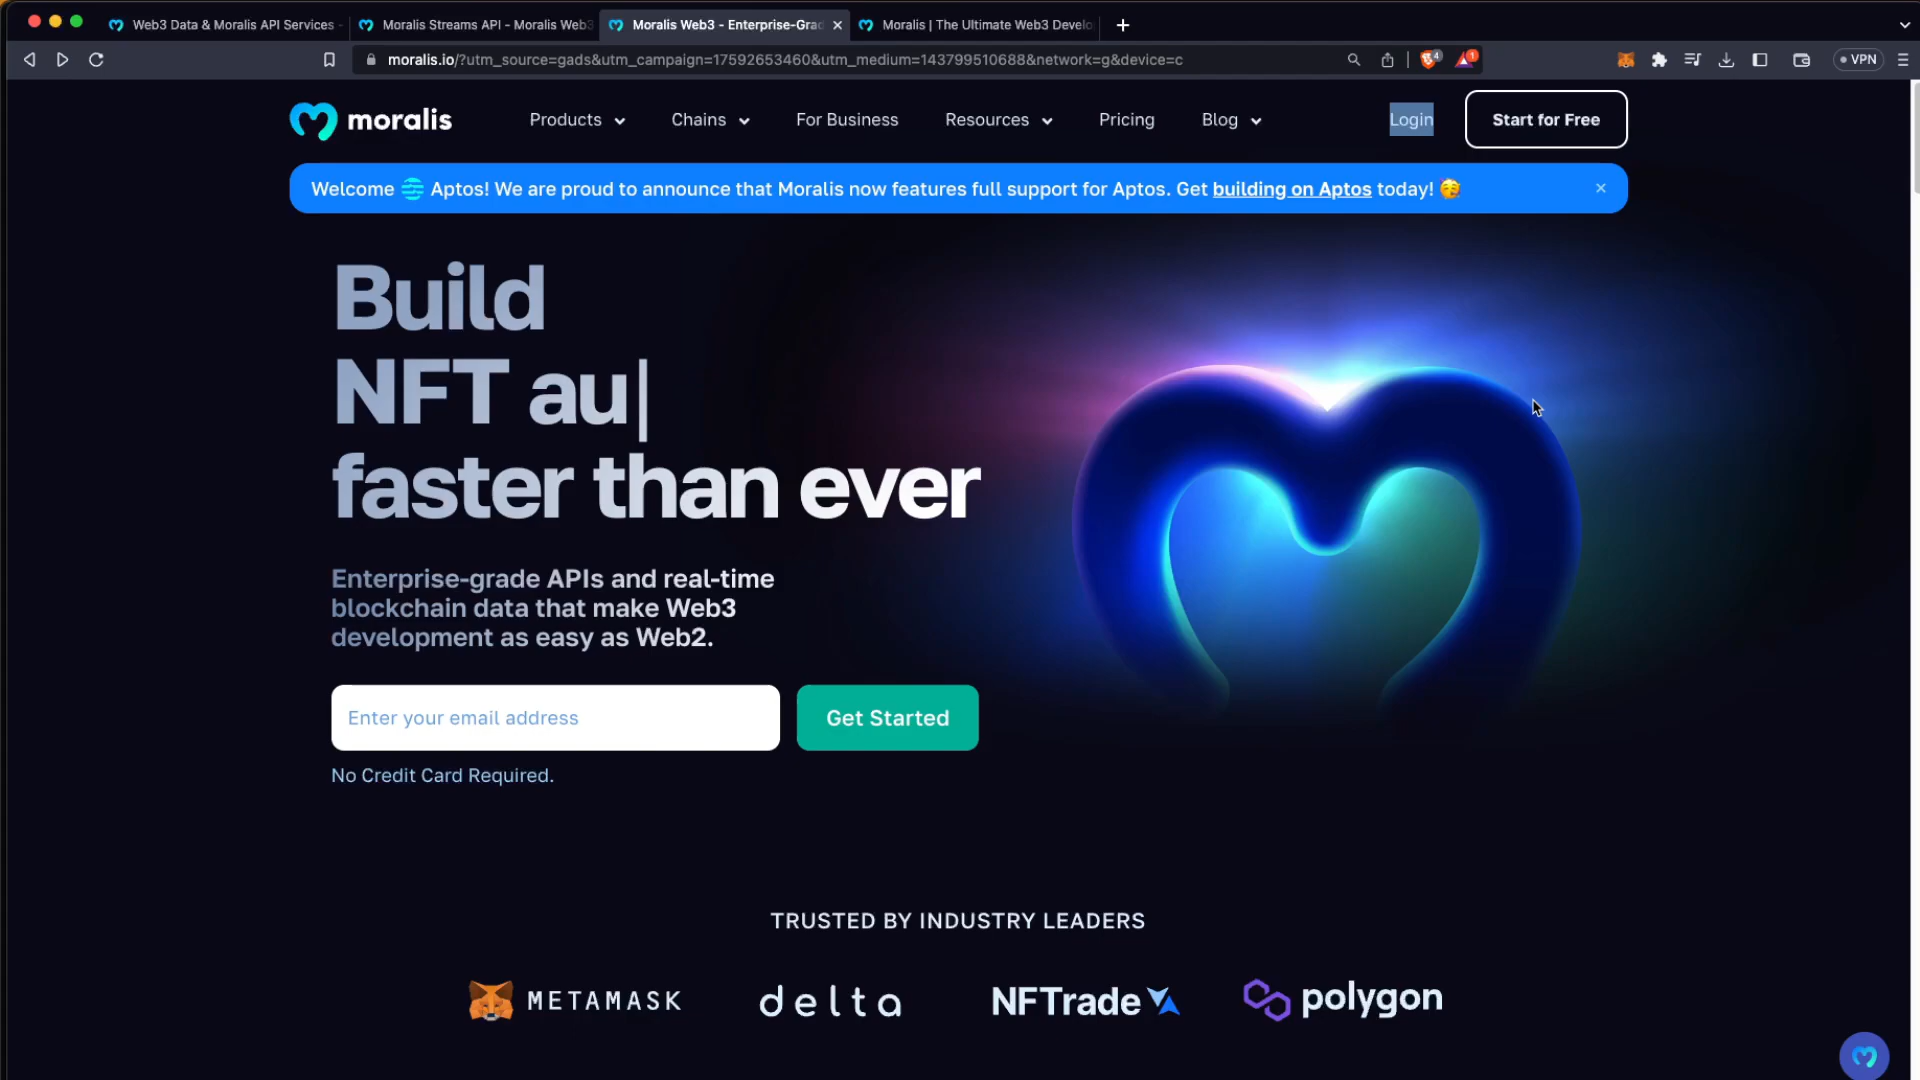 Web3 Data & Moralis API Services -
Moralis Streams API - Moralis Web3
Moralis Web3 - Enterprise-Grad
Moralis | The Ultimate Web3 Develo
moralis.io/?utm_source=gads&utm_campaign=17592653460&utm_medium=143799510688&network=g&device=c
4
1
VPN
moralis
Products
Chains
For Business
Resources
Pricing
Blog
Login
Start for Free
Welcome Aptos! We are proud to announce that Moralis now features full support for Aptos. Get building on Aptos today! 🥳
Build
NFT au|
faster than ever
Enterprise-grade APIs and real-time
blockchain data that make Web3
development as easy as Web2.
Enter your email address
Get Started
No Credit Card Required.
TRUSTED BY INDUSTRY LEADERS
METAMASK
delta
NFTrade
polygon